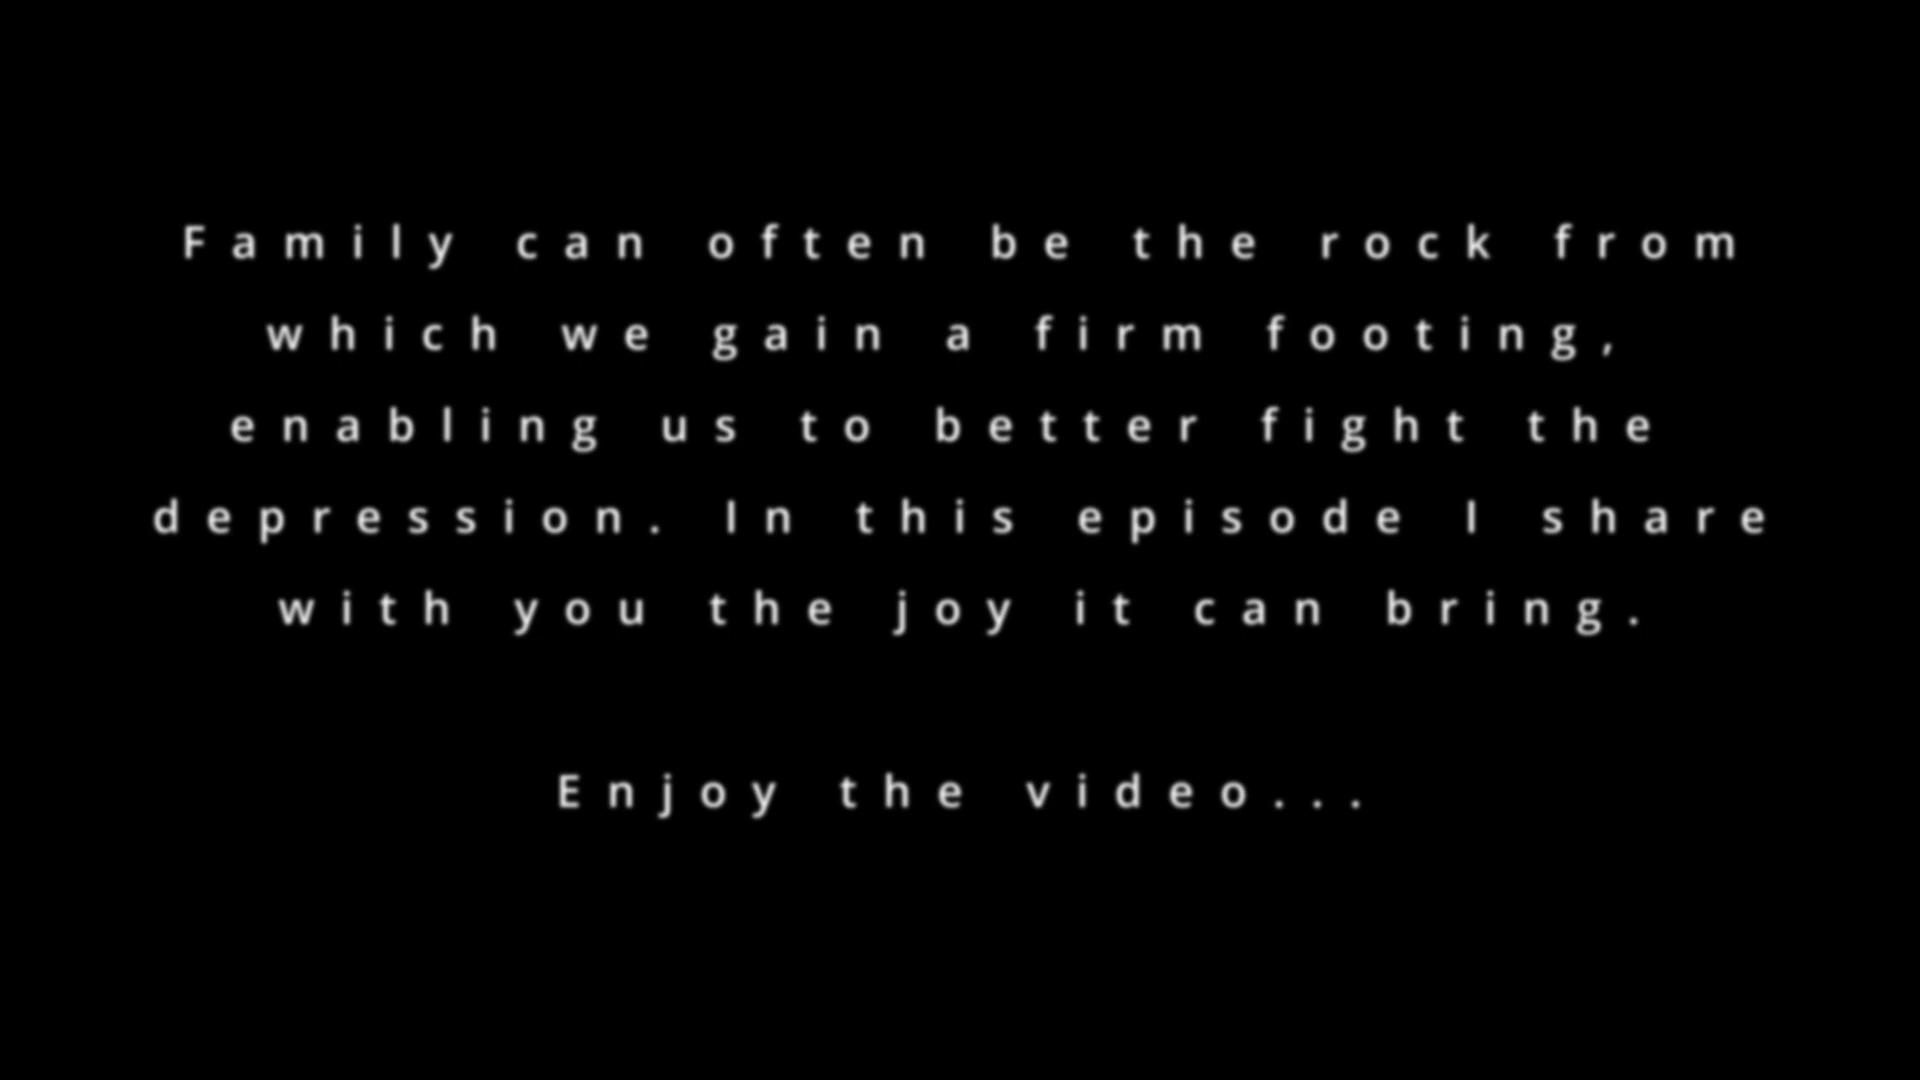 Family can often be the rock from
which we gain a firm footing,
enabling us to better fight the
depression. In this episode I share
with you the joy it can bring.
Enjoy the video...